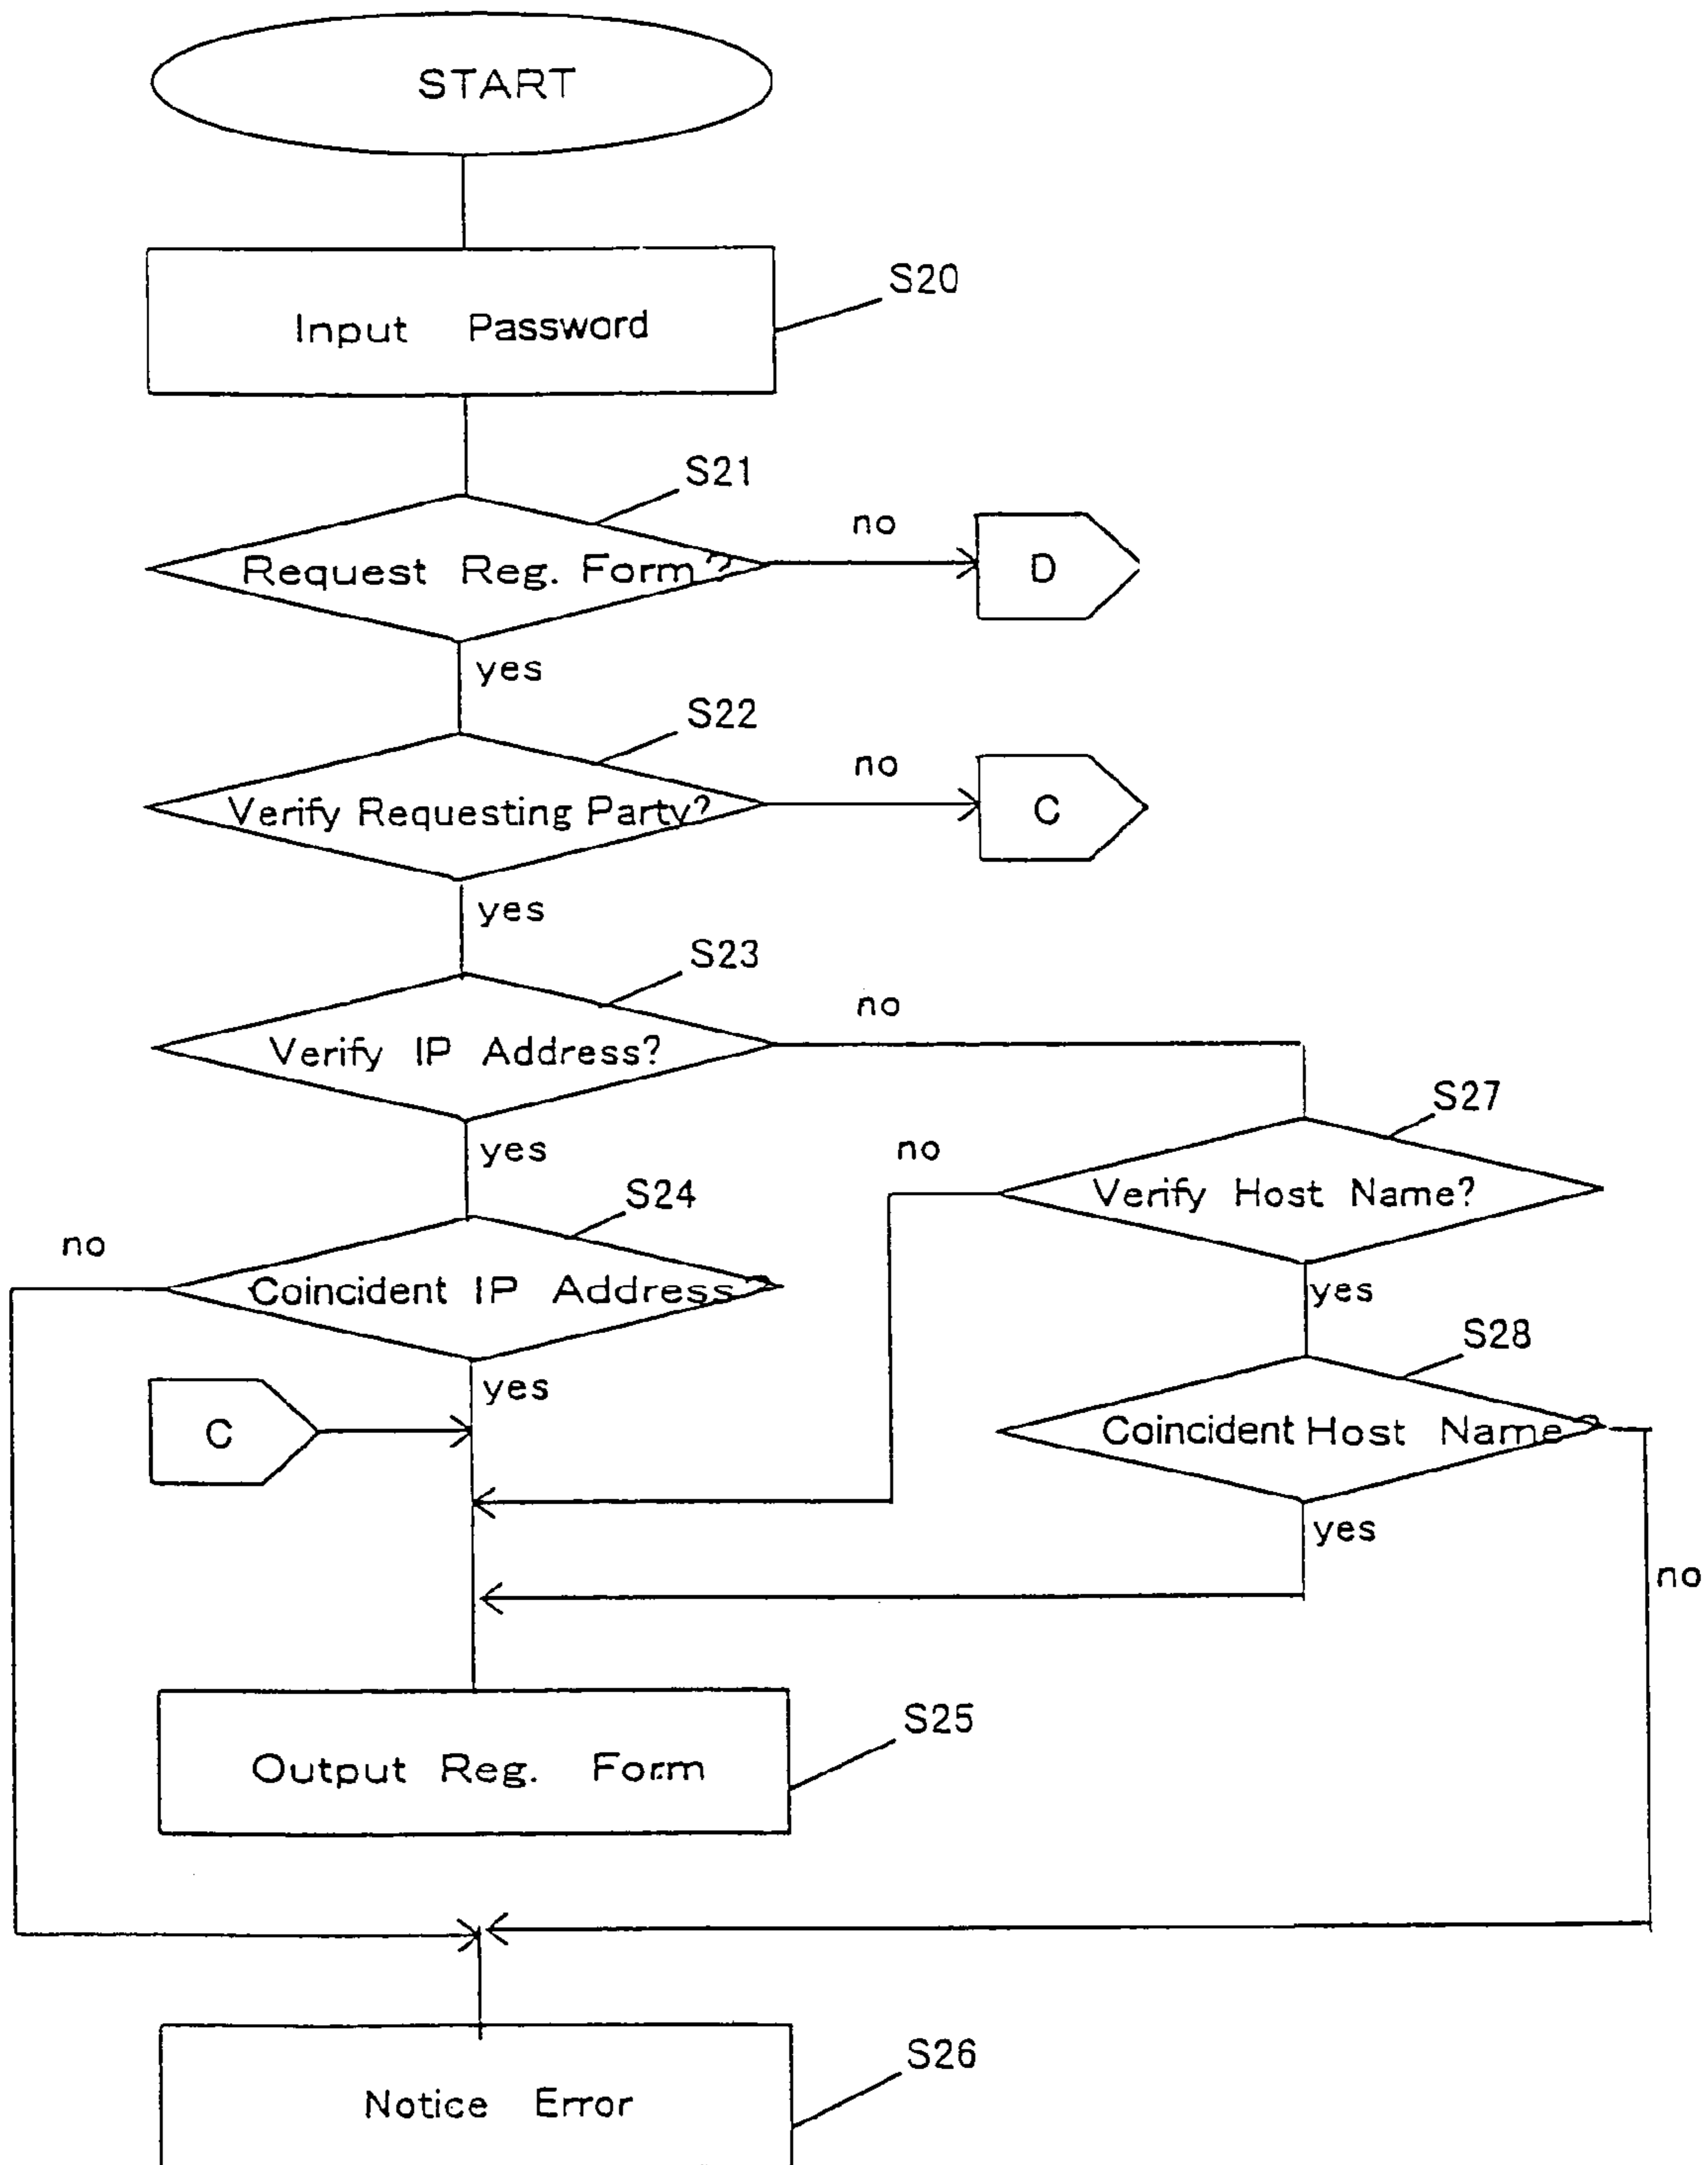 START
Input Password
S20
S21
Request Reg. Form?
no
D
yes
S22
Verify Requesting Party?
no
C
yes
S23
Verify IP Address?
no
yes
S27
Verify Host Name?
no
yes
S24
Coincident IP Address?
no
yes
C
S28
Coincident Host Name?
yes
no
Output Reg. Form
S25
Notice Error
S26